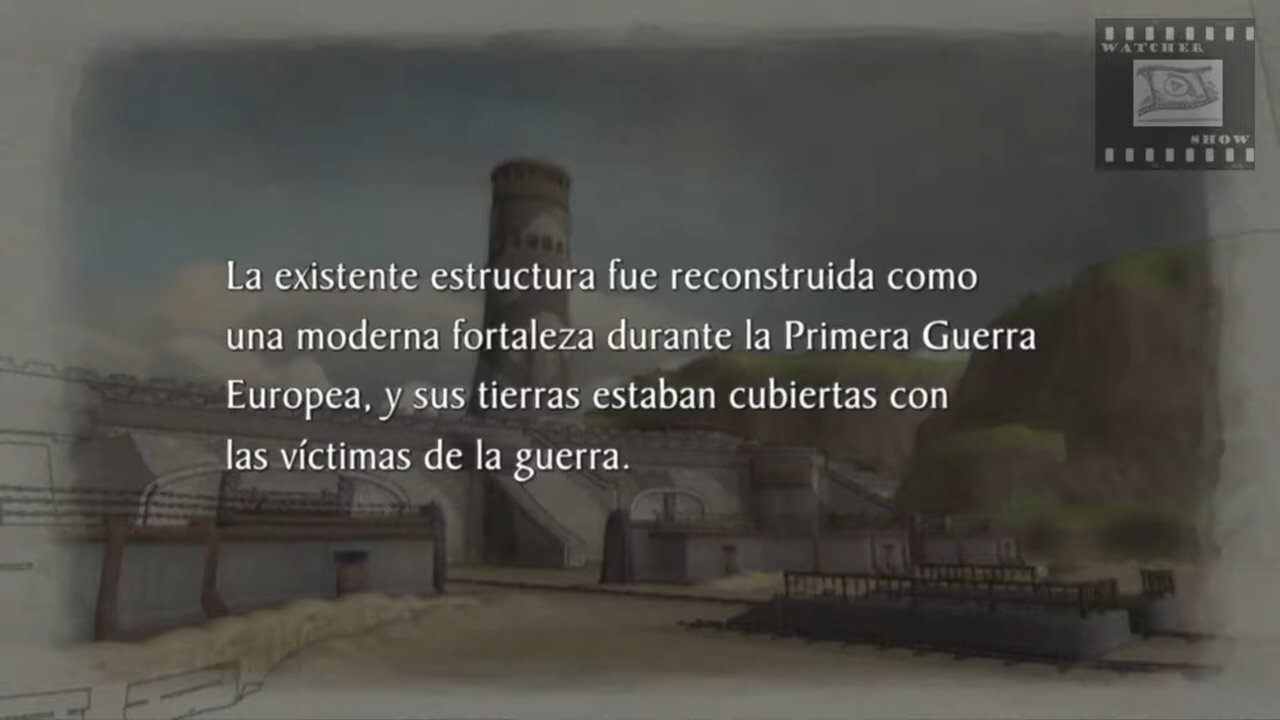 WATCHER
SHOW
La existente estructura fue reconstruida como
una moderna fortaleza durante la Primera Guerra
Europea, y sus tierras estaban cubiertas con
las víctimas de la guerra.